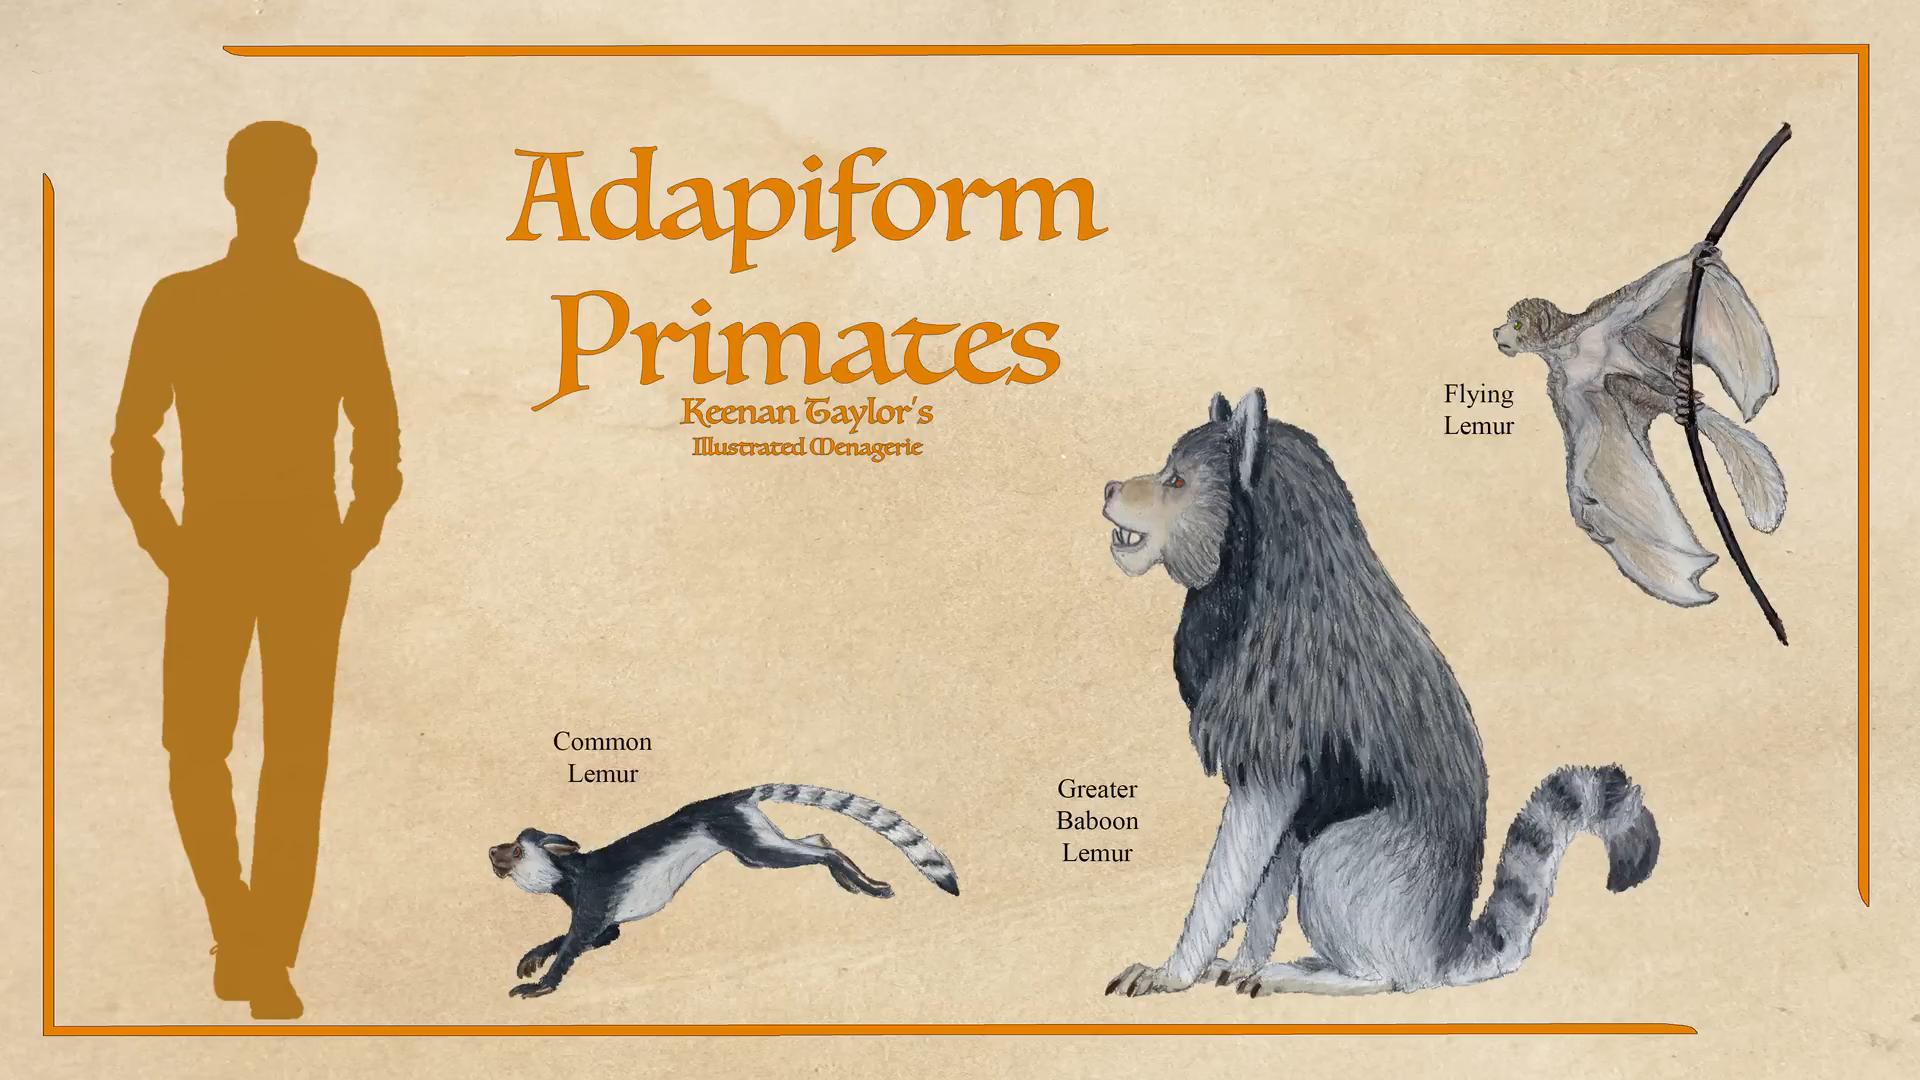 Adapiform
Primates
Keenan Taylor's
Illustrated Menagerie
Flying
Lemur
Common
Lemur
Greater
Baboon
Lemur